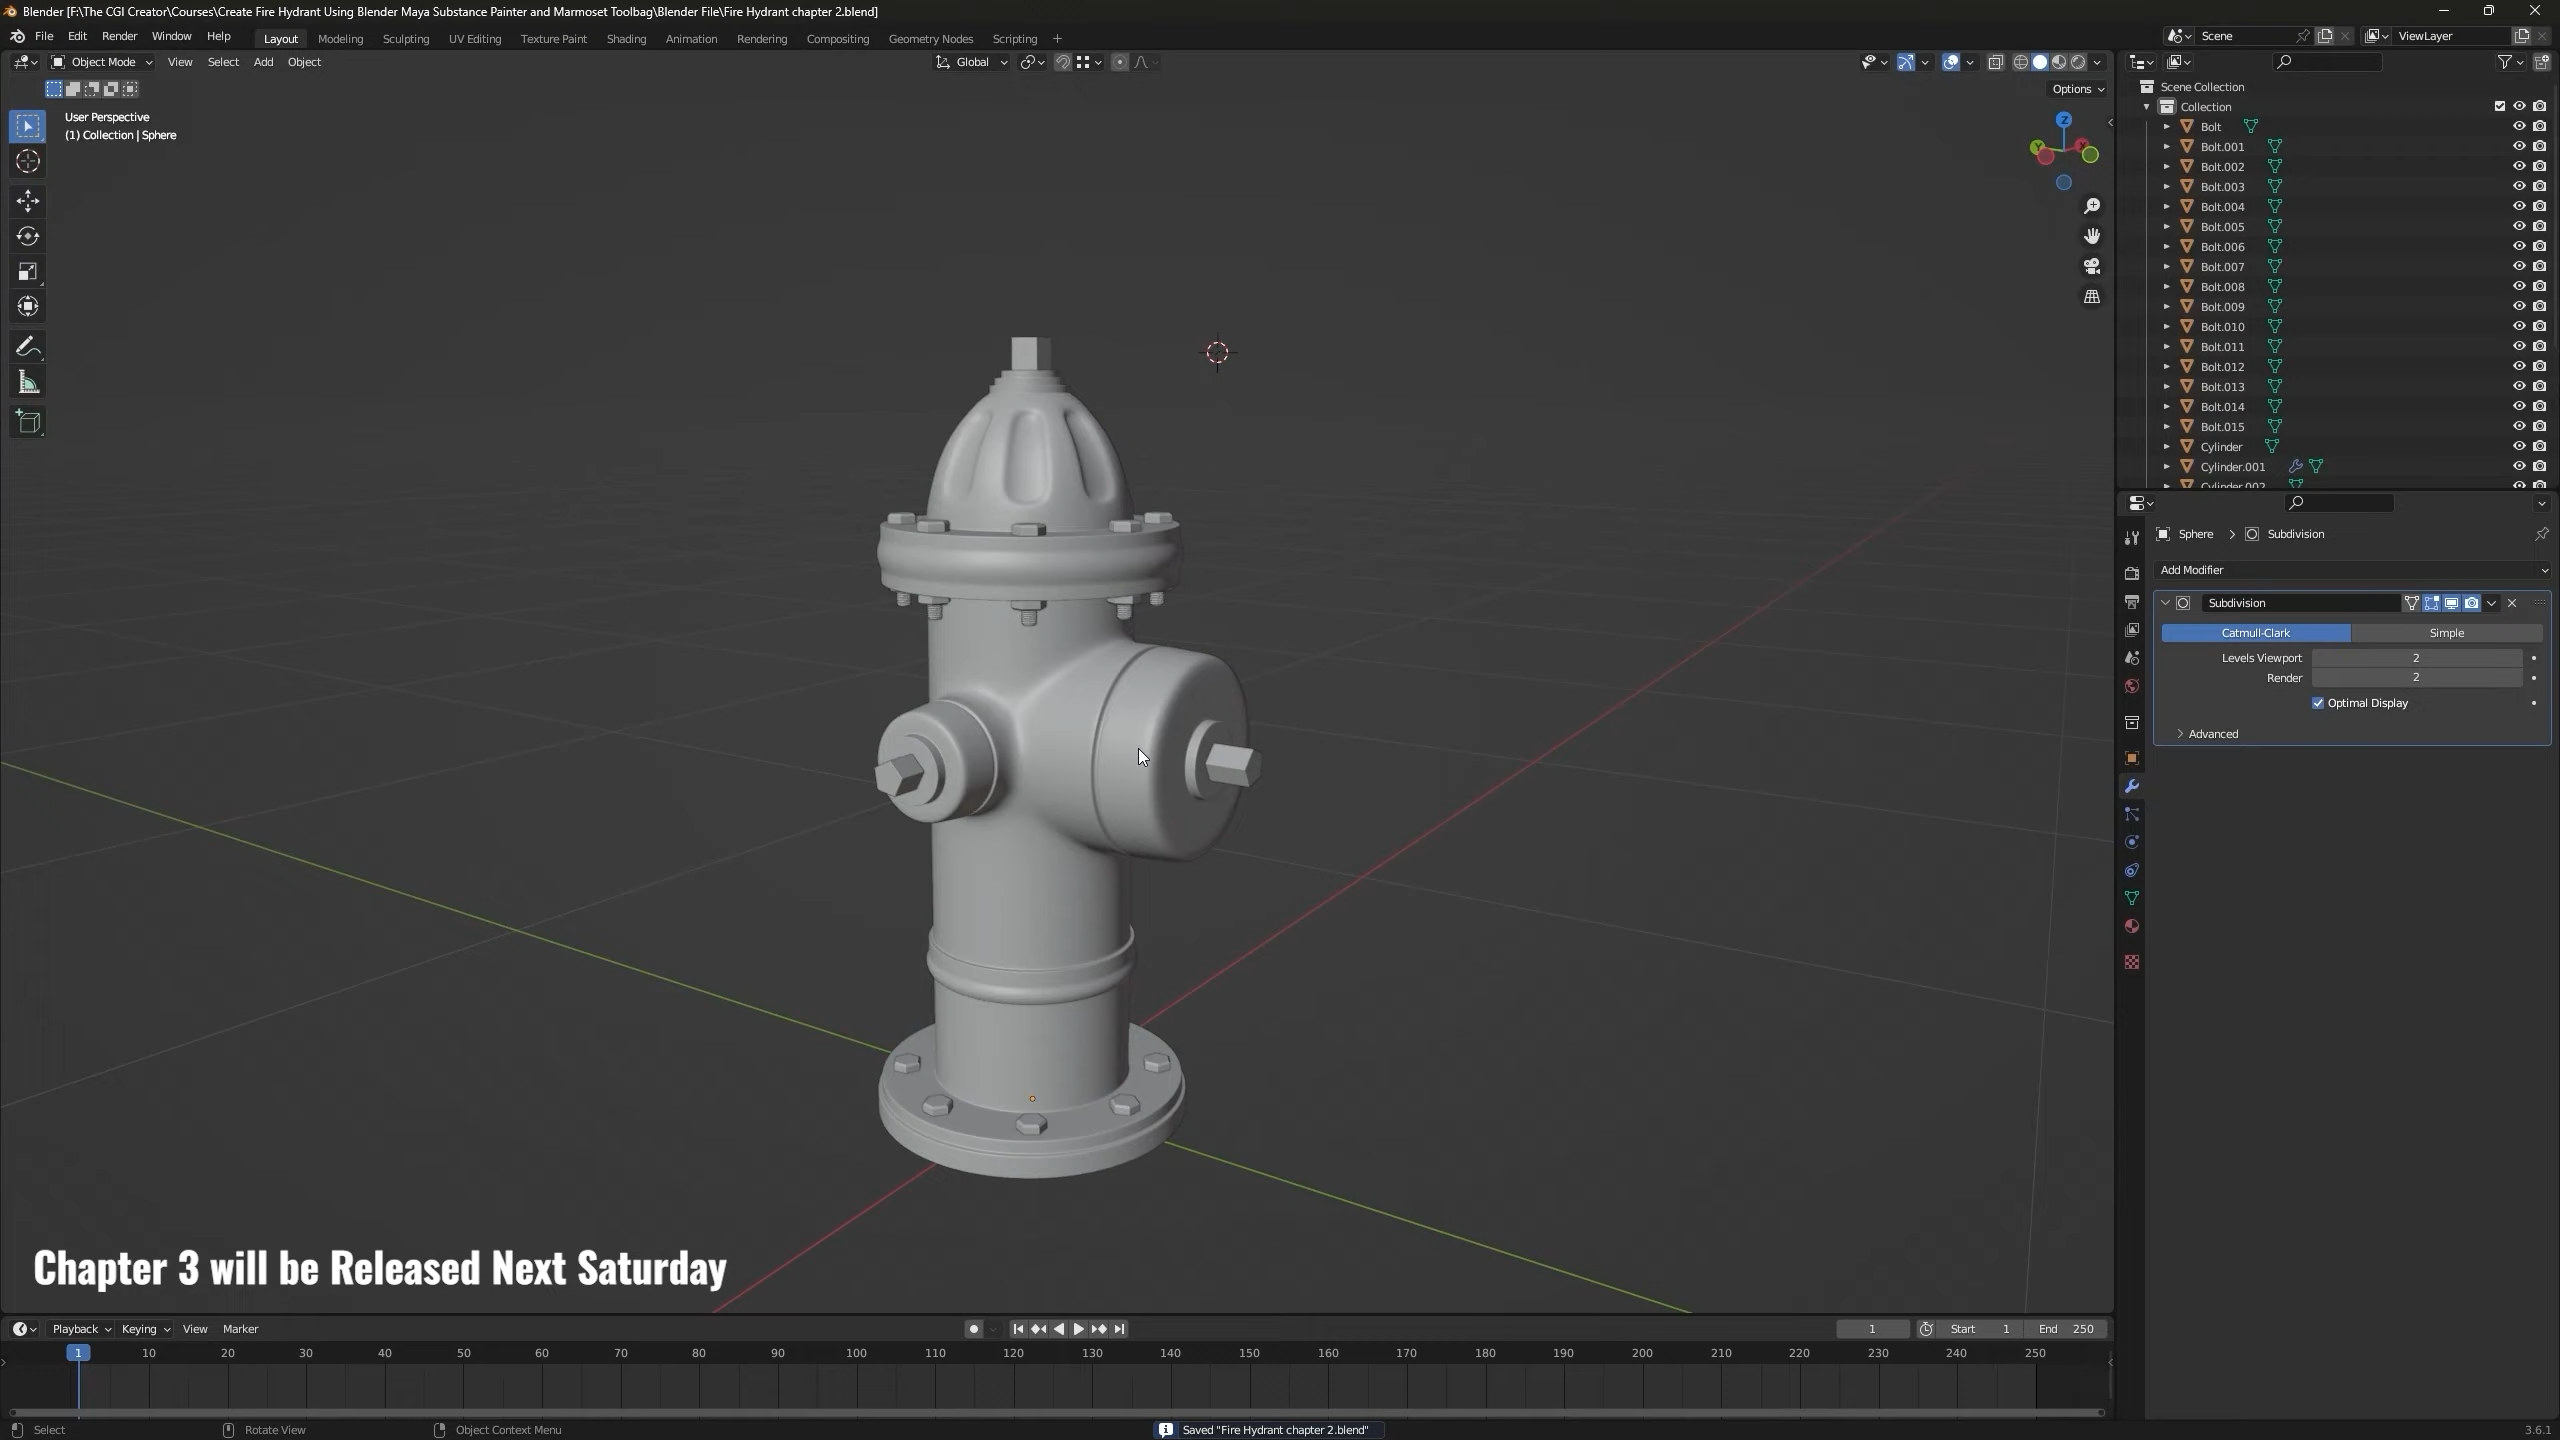 Blender [F:\The CGI Creator\Courses\Create Fire Hydrant Using Blender Maya Substance Painter and Marmoset Toolbag\Blender File\Fire Hydrant chapter 2.blend]
File Edit Render Window Help Layout Modeling Sculpting UV Editing Texture Paint Shading Animation Rendering Compositing Geometry Nodes Scripting + Scene ViewLayer
Object Mode View Select Add Object Global
Options
User Perspective
(1) Collection | Sphere
Z
Y
X
Scene Collection
Collection
Bolt
Bolt.001
Bolt.002
Bolt.003
Bolt.004
Bolt.005
Bolt.006
Bolt.007
Bolt.008
Bolt.009
Bolt.010
Bolt.011
Bolt.012
Bolt.013
Bolt.014
Bolt.015
Cylinder
Cylinder.001
Cylinder.002
Sphere > Subdivision
Add Modifier
Subdivision
Catmull-Clark Simple
Levels Viewport 2
Render 2
Optimal Display
Advanced
Chapter 3 will be Released Next Saturday
Playback Keying View Marker 1 Start 1 End 250
1 10 20 30 40 50 60 70 80 90 100 110 120 130 140 150 160 170 180 190 200 210 220 230 240 250
Select Rotate View Object Context Menu Saved "Fire Hydrant chapter 2.blend" 3.6.1